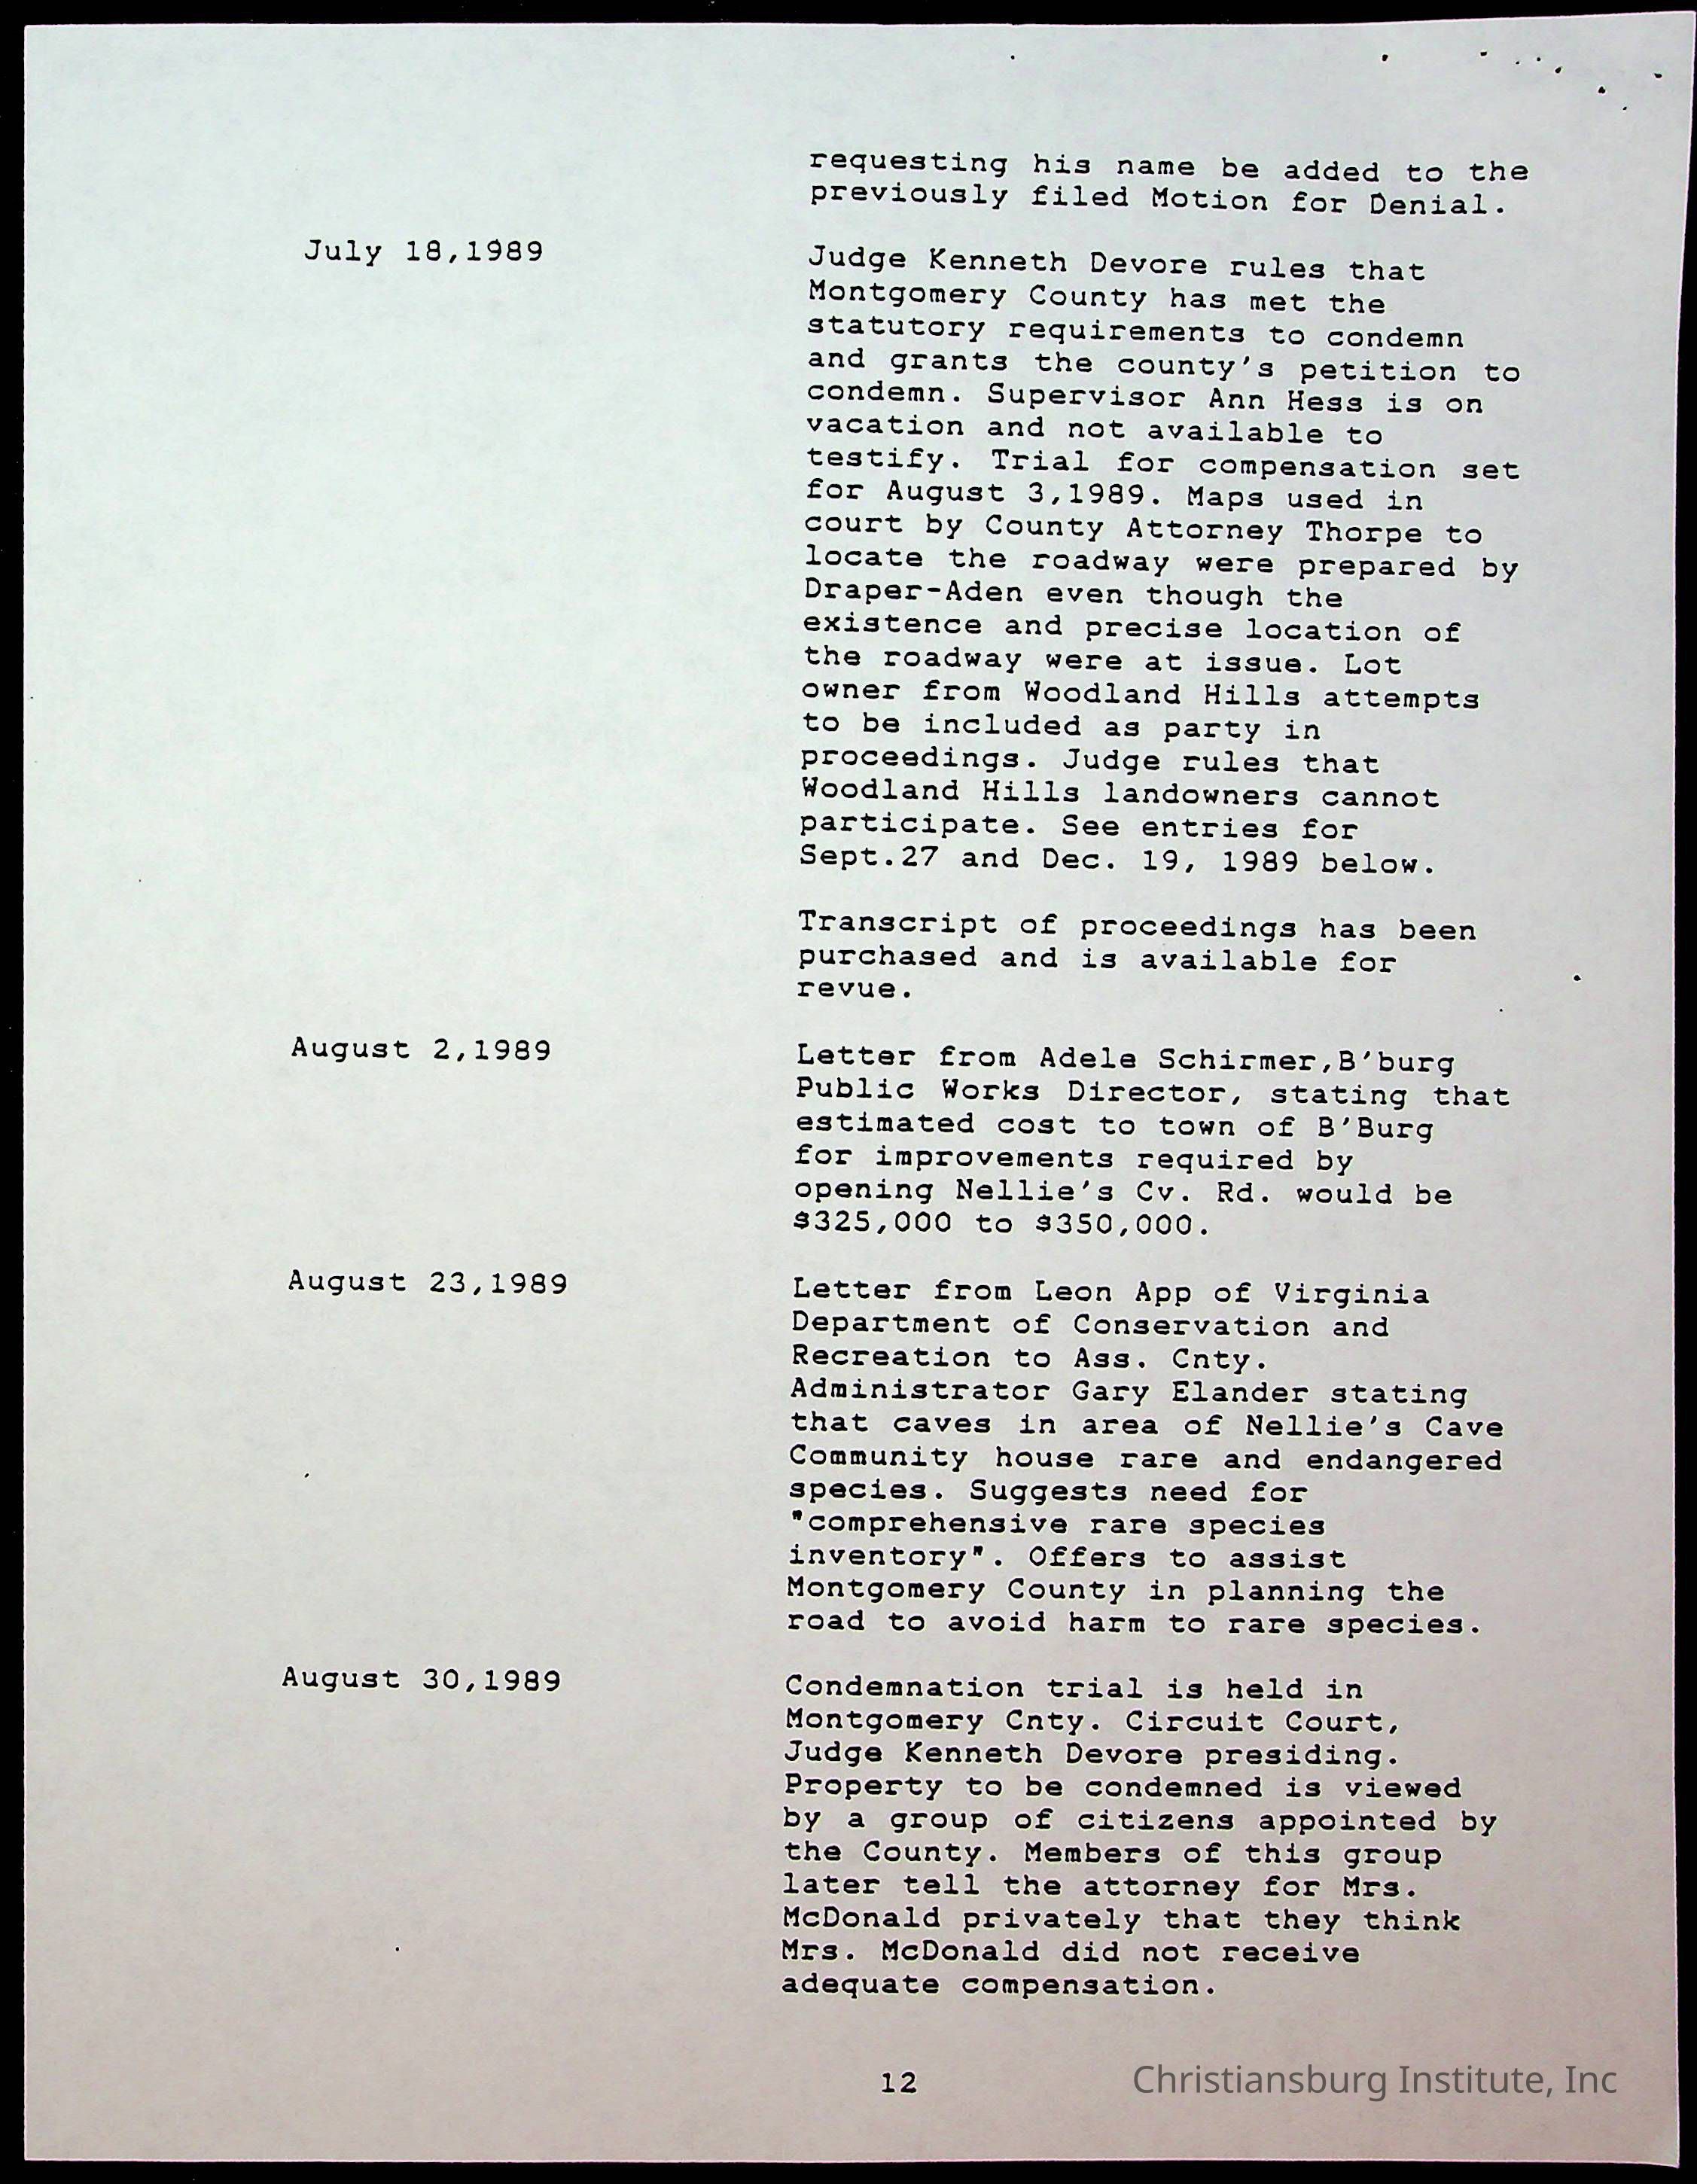 requesting his name be added to the
previously filed Motion for Denial.
July 18,1989
Judge Kenneth Devore rules that
Montgomery County has met the
statutory requirements to condemn
and grants the county's petition to
condemn. Supervisor Ann Hess is on
vacation and not available to
testify. Trial for compensation set
for August 3,1989. Maps used in
court by County Attorney Thorpe to
locate the roadway were prepared by
Draper-Aden even though the
existence and precise location of
the roadway were at issue. Lot
owner from Woodland Hills attempts
to be included as party in
proceedings. Judge rules that
Woodland Hills landowners cannot
participate. See entries for
Sept.27 and Dec. 19, 1989 below.
Transcript of proceedings has been
purchased and is available for
revue.
August 2,1989
Letter from Adele Schirmer,B'burg
Public Works Director, stating that
estimated cost to town of B'Burg
for improvements required by
opening Nellie's Cv. Rd. would be
$325,000 to $350,000.
August 23,1989
Letter from Leon App of Virginia
Department of Conservation and
Recreation to Ass. Cnty.
Administrator Gary Elander stating
that caves in area of Nellie's Cave
Community house rare and endangered
species. Suggests need for
"comprehensive rare species
inventory". Offers to assist
Montgomery County in planning the
road to avoid harm to rare species.
August 30,1989
Condemnation trial is held in
Montgomery Cnty. Circuit Court,
Judge Kenneth Devore presiding.
Property to be condemned is viewed
by a group of citizens appointed by
the County. Members of this group
later tell the attorney for Mrs.
McDonald privately that they think
Mrs. McDonald did not receive
adequate compensation.
12
Christiansburg Institute, Inc